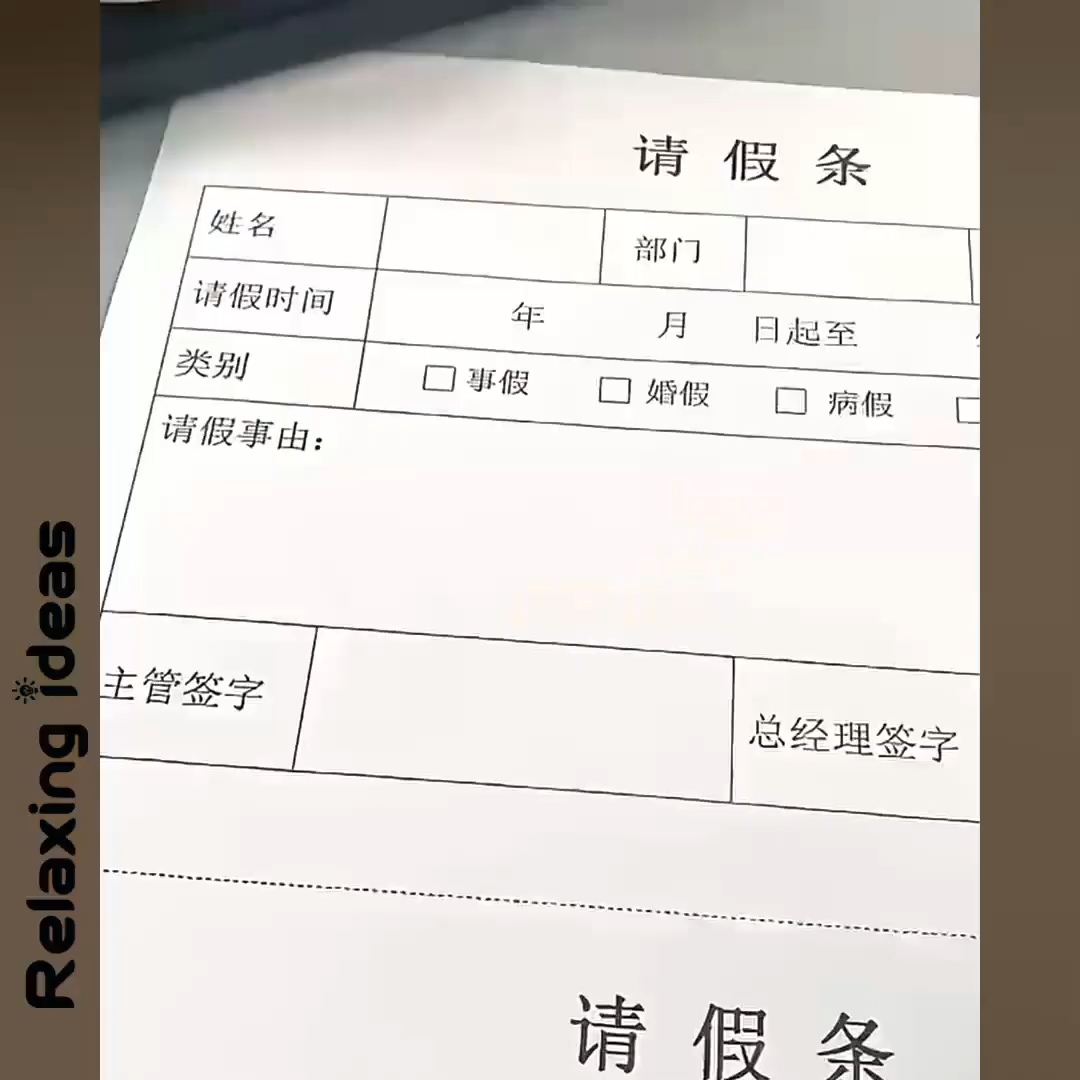 请假条
姓名 部门
请假时间 年 月 日起至
类别 □ 事假 □ 婚假 □ 病假 □
请假事由：
主管签字 总经理签字
请假条
Relaxing ideas